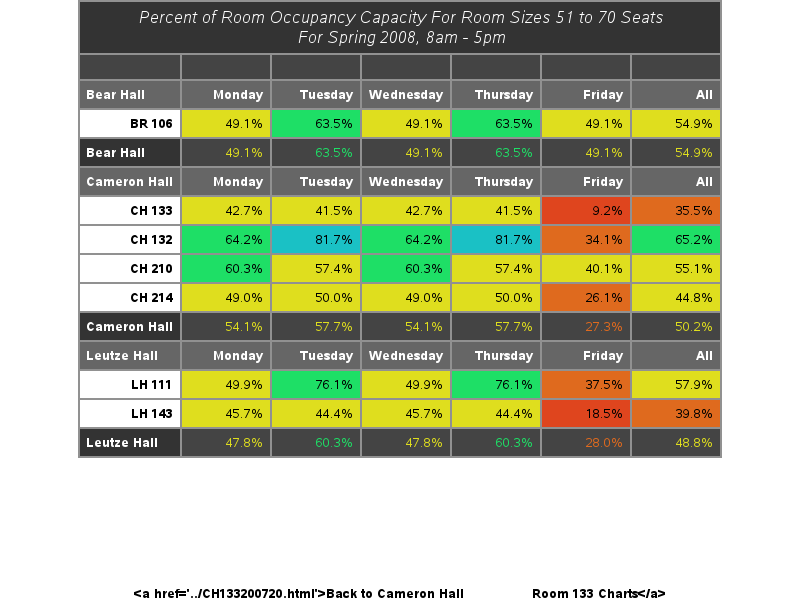 Percent of Room Occupancy Capacity For Room Sizes 51 to 70 Seats
For Spring 2008, 8am - 5pm
Bear Hall Monday Tuesday Wednesday Thursday Friday All
BR 106 49.1% 63.5% 49.1% 63.5% 49.1% 54.9%
Bear Hall 49.1% 63.5% 49.1% 63.5% 49.1% 54.9%
Cameron Hall Monday Tuesday Wednesday Thursday Friday All
CH 133 42.7% 41.5% 42.7% 41.5% 9.2% 35.5%
CH 132 64.2% 81.7% 64.2% 81.7% 34.1% 65.2%
CH 210 60.3% 57.4% 60.3% 57.4% 40.1% 55.1%
CH 214 49.0% 50.0% 49.0% 50.0% 26.1% 44.8%
Cameron Hall 54.1% 57.7% 54.1% 57.7% 27.3% 50.2%
Leutze Hall Monday Tuesday Wednesday Thursday Friday All
LH 111 49.9% 76.1% 49.9% 76.1% 37.5% 57.9%
LH 143 45.7% 44.4% 45.7% 44.4% 18.5% 39.8%
Leutze Hall 47.8% 60.3% 47.8% 60.3% 28.0% 48.8%
<a href='../CH133200720.html'>Back to Cameron Hall Room 133 Charts</a>